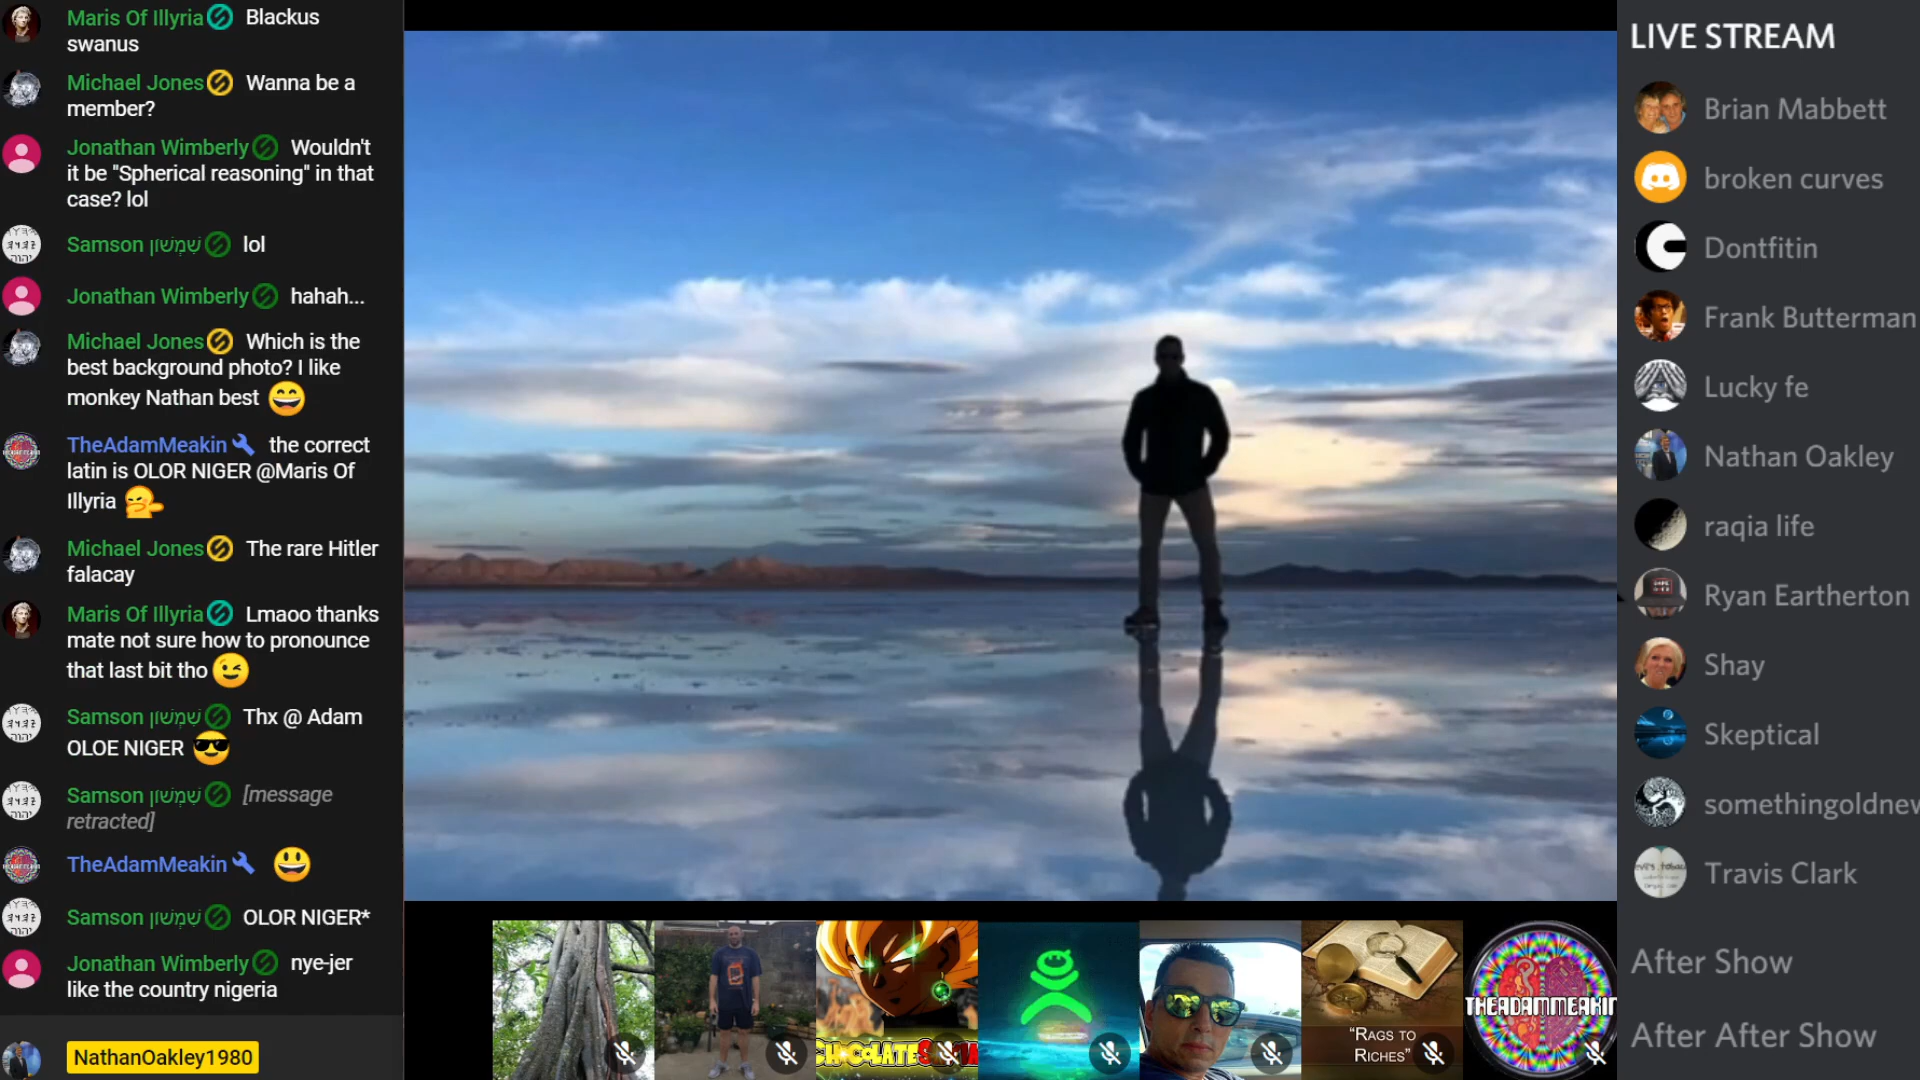 Maris Of Illyria Blackus
swanus
Michael Jones Wanna be a
member?
Jonathan Wimberly Wouldn't
it be "Spherical reasoning" in that
case? lol
Samson שִׁמְשׁוֹן lol
Jonathan Wimberly hahah...
Michael Jones Which is the
best background photo? I like
monkey Nathan best
TheAdamMeakin the correct
latin is OLOR NIGER @Maris Of
Illyria
Michael Jones The rare Hitler
falacay
Maris Of Illyria Lmaoo thanks
mate not sure how to pronounce
that last bit tho
Samson שִׁמְשׁוֹן Thx @ Adam
OLOE NIGER
Samson שִׁמְשׁוֹן [message
retracted]
TheAdamMeakin
Samson שִׁמְשׁוֹן OLOR NIGER*
Jonathan Wimberly nye-jer
like the country nigeria
NathanOakley1980
"RAGS TO
RICHES"
THEADAMMEAKIN
LIVE STREAM
Brian Mabbett
broken curves
Dontfitin
Frank Butterman
Lucky fe
Nathan Oakley
raqia life
Ryan Eartherton
Shay
Skeptical
somethingoldnew
Travis Clark
After Show
After After Show